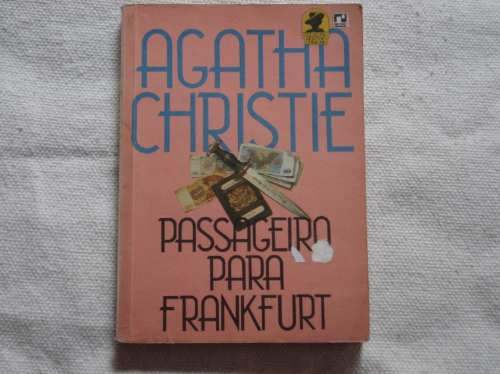 AGATHA
CHRISTIE
PASSAGEIRO
PARA
FRANKFURT